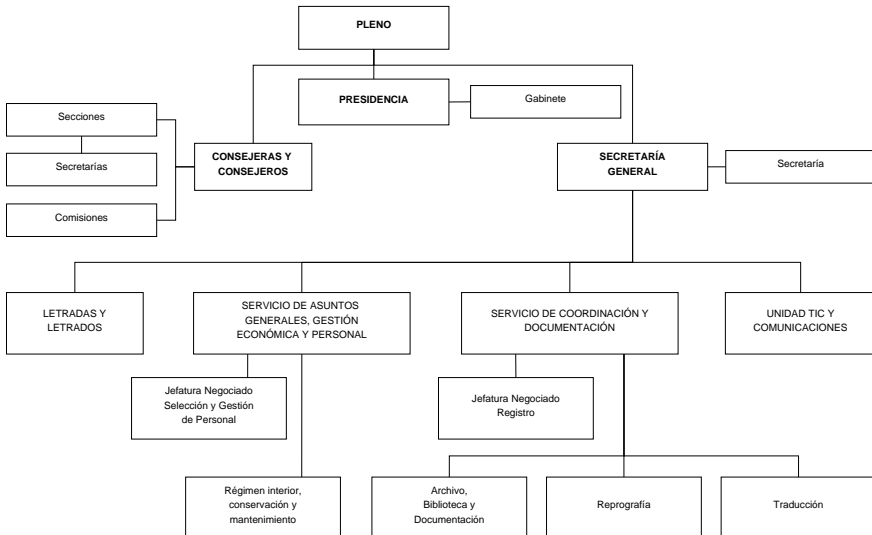 PLENO
PRESIDENCIA
Gabinete
Secciones
Secretarías
Comisiones
CONSEJERAS Y
CONSEJEROS
SECRETARÍA
GENERAL
Secretaría
LETRADAS Y
LETRADOS
SERVICIO DE ASUNTOS
GENERALES, GESTIÓN
ECONÓMICA Y PERSONAL
SERVICIO DE COORDINACIÓN Y
DOCUMENTACIÓN
UNIDAD TIC Y
COMUNICACIONES
Jefatura Negociado
Selección y Gestión
de Personal
Jefatura Negociado
Registro
Régimen interior,
conservación y
mantenimiento
Archivo,
Biblioteca y
Documentación
Reprografía
Traducción